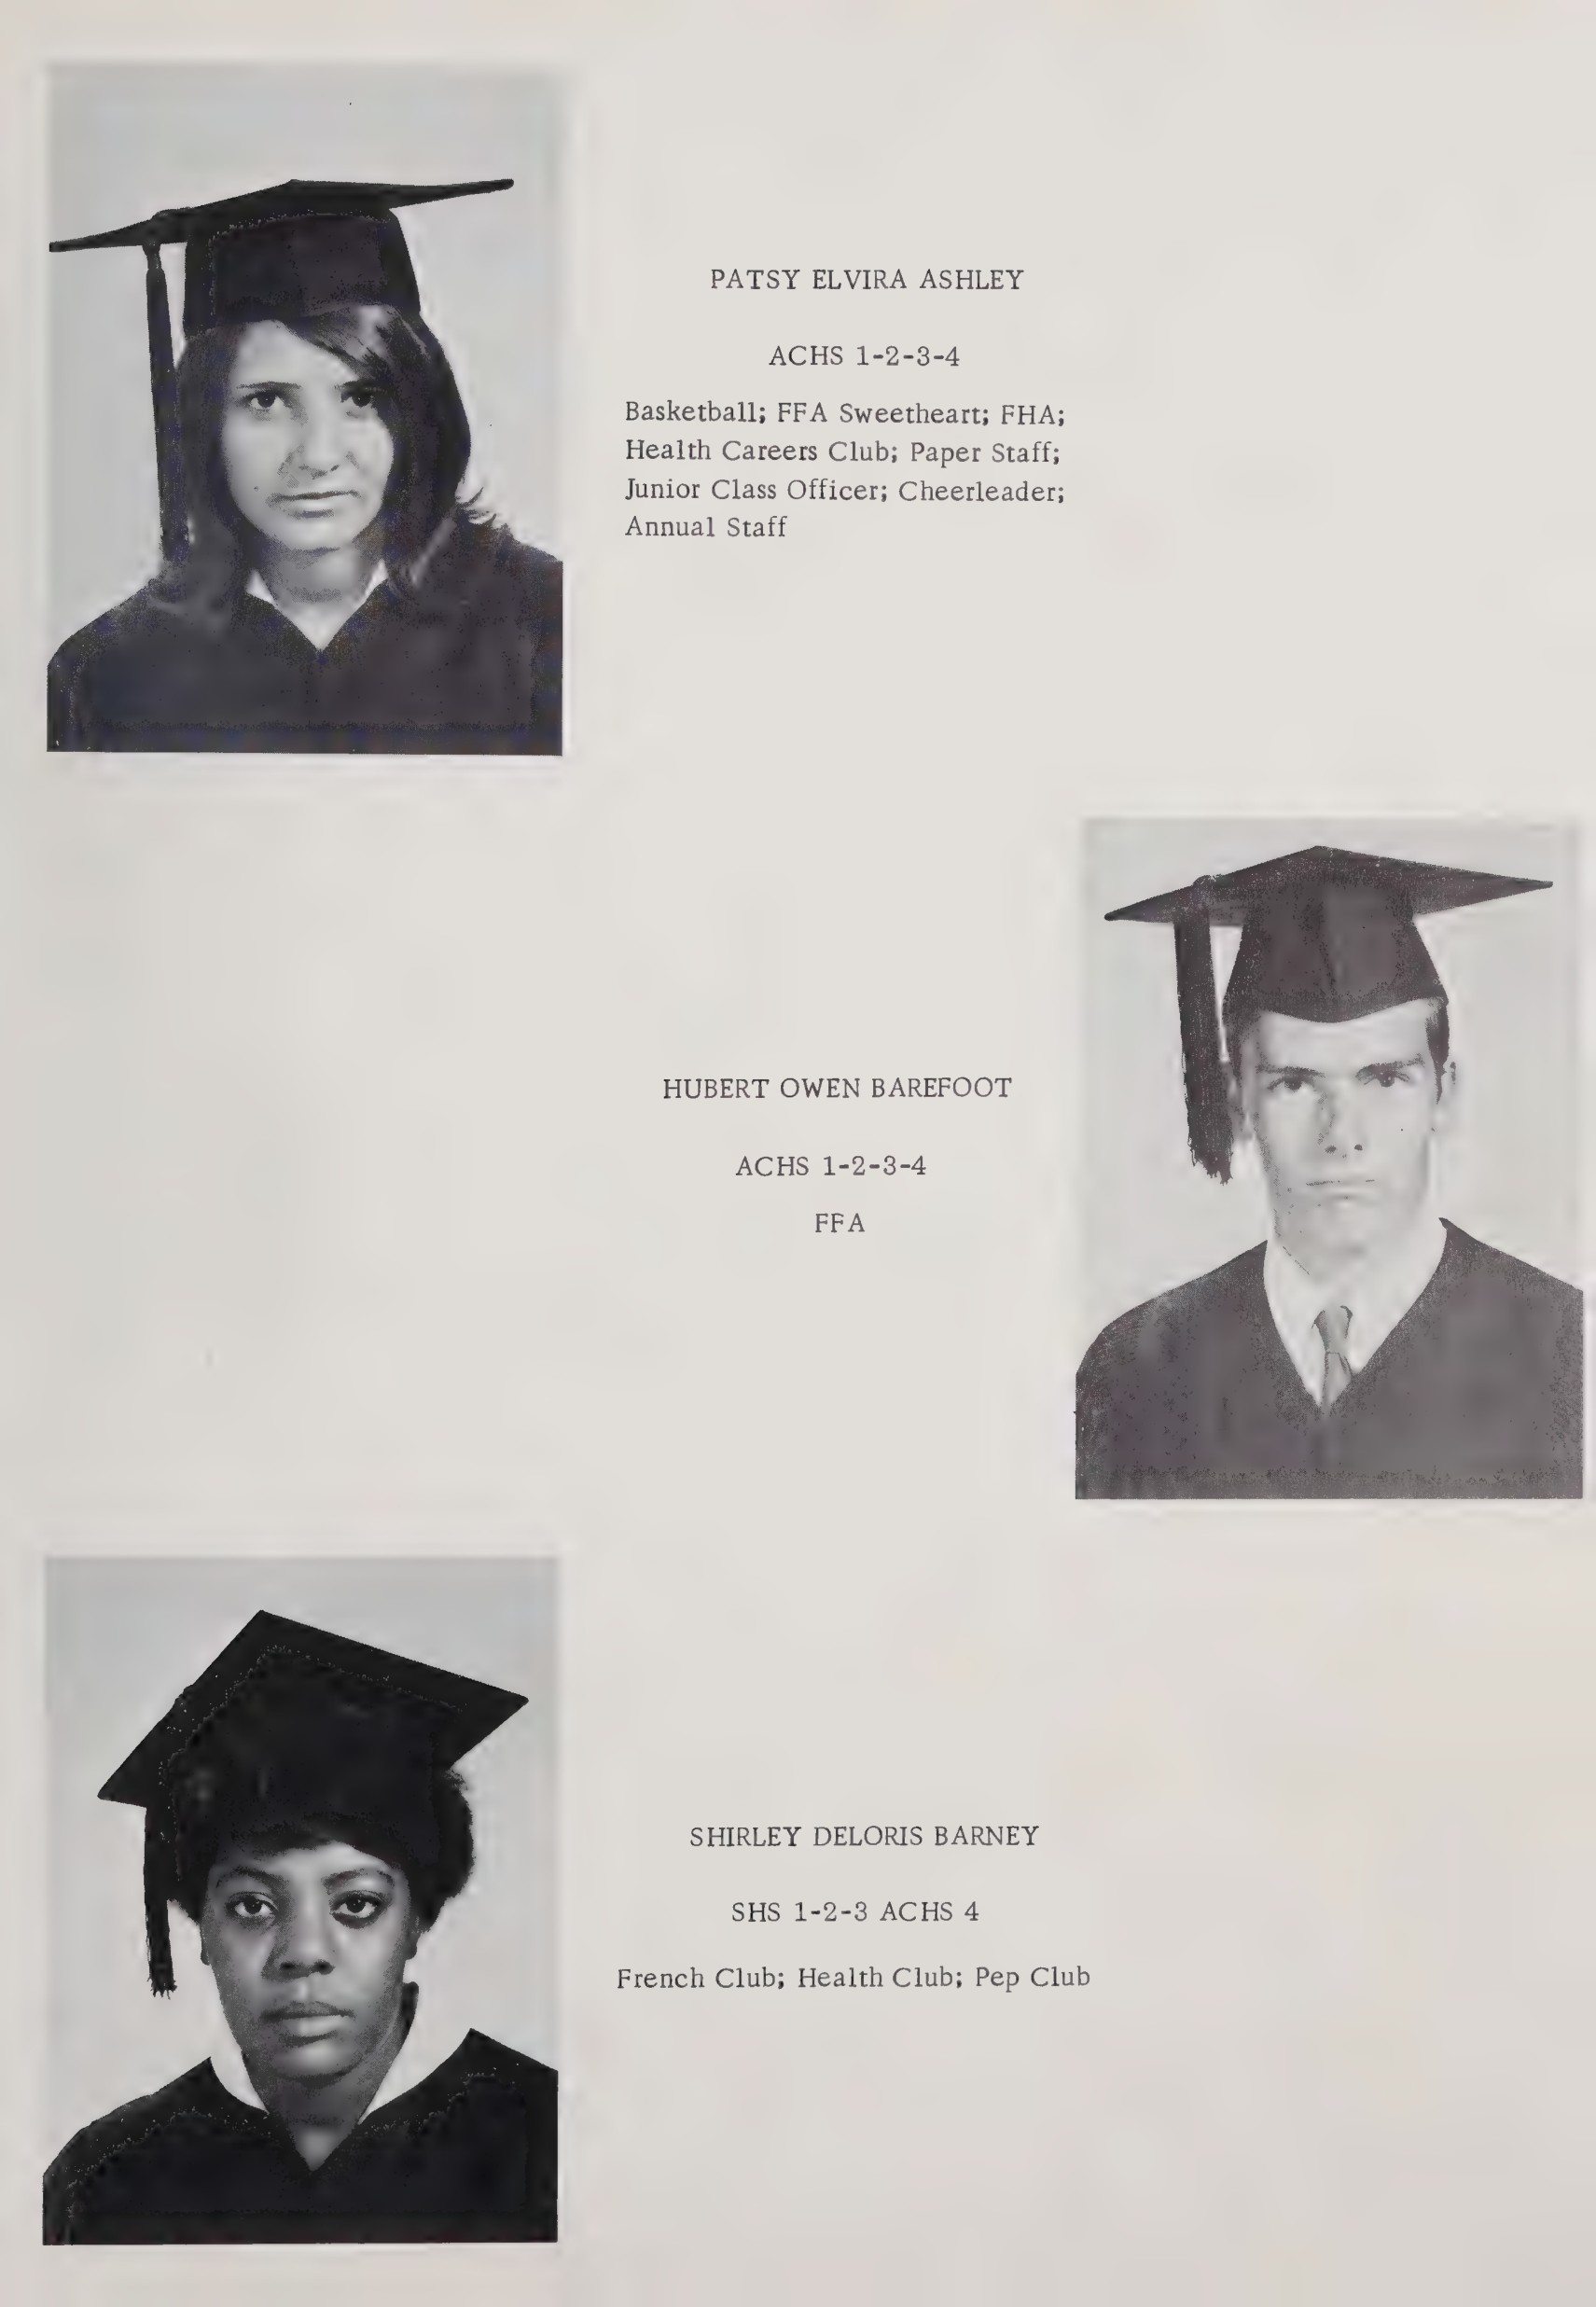 PATSY ELVIRA ASHLEY
ACHS 1-2-3-4
Basketball; FFA Sweetheart; FHA;
Health Careers Club; Paper Staff;
Junior Class Officer; Cheerleader;
Annual Staff
HUBERT OWEN BAREFOOT
ACHS 1-2-3-4
FFA
SHIRLEY DELORIS BARNEY
SHS 1-2-3 ACHS 4
French Club; Health Club; Pep Club